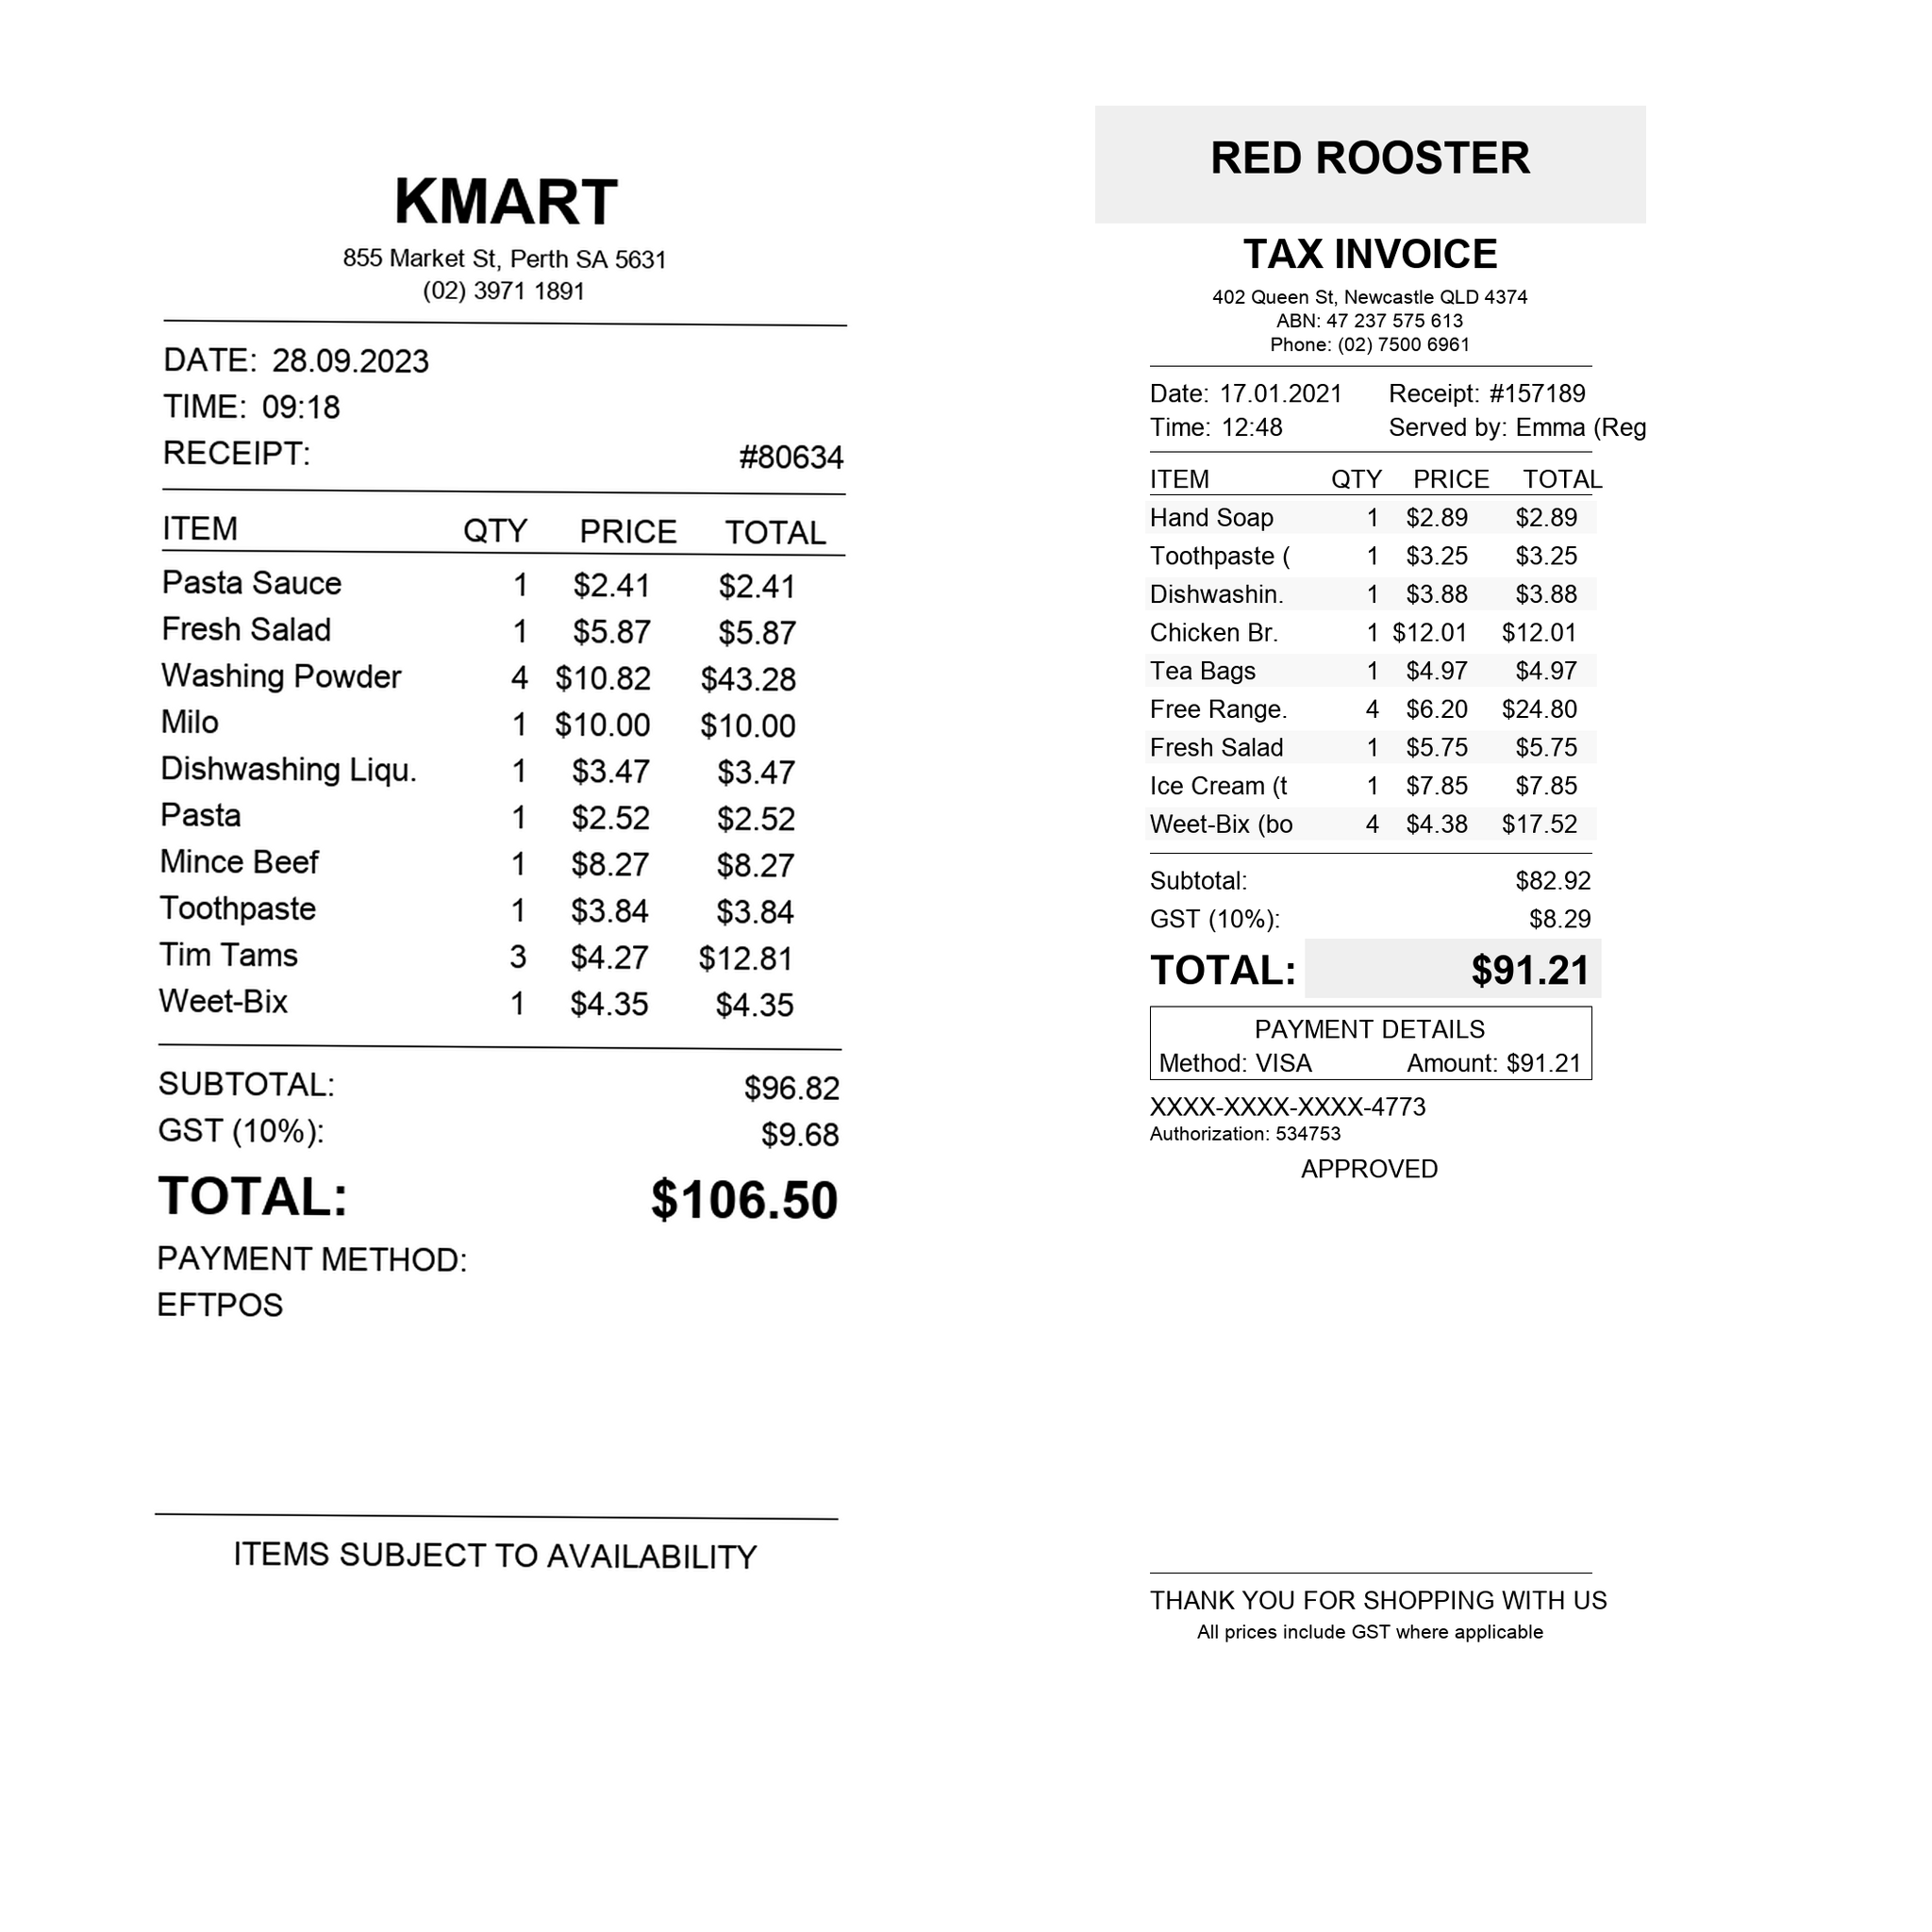 KMART
855 Market St, Perth SA 5631
(02) 3971 1891
DATE: 28.09.2023
TIME: 09:18
RECEIPT: #80634
ITEM QTY PRICE TOTAL
Pasta Sauce 1 $2.41 $2.41
Fresh Salad 1 $5.87 $5.87
Washing Powder 4 $10.82 $43.28
Milo 1 $10.00 $10.00
Dishwashing Liqu. 1 $3.47 $3.47
Pasta 1 $2.52 $2.52
Mince Beef 1 $8.27 $8.27
Toothpaste 1 $3.84 $3.84
Tim Tams 3 $4.27 $12.81
Weet-Bix 1 $4.35 $4.35
SUBTOTAL: $96.82
GST (10%): $9.68
TOTAL: $106.50
PAYMENT METHOD:
EFTPOS
ITEMS SUBJECT TO AVAILABILITY
RED ROOSTER
TAX INVOICE
402 Queen St, Newcastle QLD 4374
ABN: 47 237 575 613
Phone: (02) 7500 6961
Date: 17.01.2021 Receipt: #157189
Time: 12:48 Served by: Emma (Reg
ITEM QTY PRICE TOTAL
Hand Soap 1 $2.89 $2.89
Toothpaste ( 1 $3.25 $3.25
Dishwashin. 1 $3.88 $3.88
Chicken Br. 1 $12.01 $12.01
Tea Bags 1 $4.97 $4.97
Free Range. 4 $6.20 $24.80
Fresh Salad 1 $5.75 $5.75
Ice Cream (t 1 $7.85 $7.85
Weet-Bix (bo 4 $4.38 $17.52
Subtotal: $82.92
GST (10%): $8.29
TOTAL: $91.21
PAYMENT DETAILS
Method: VISA Amount: $91.21
XXXX-XXXX-XXXX-4773
Authorization: 534753
APPROVED
THANK YOU FOR SHOPPING WITH US
All prices include GST where applicable